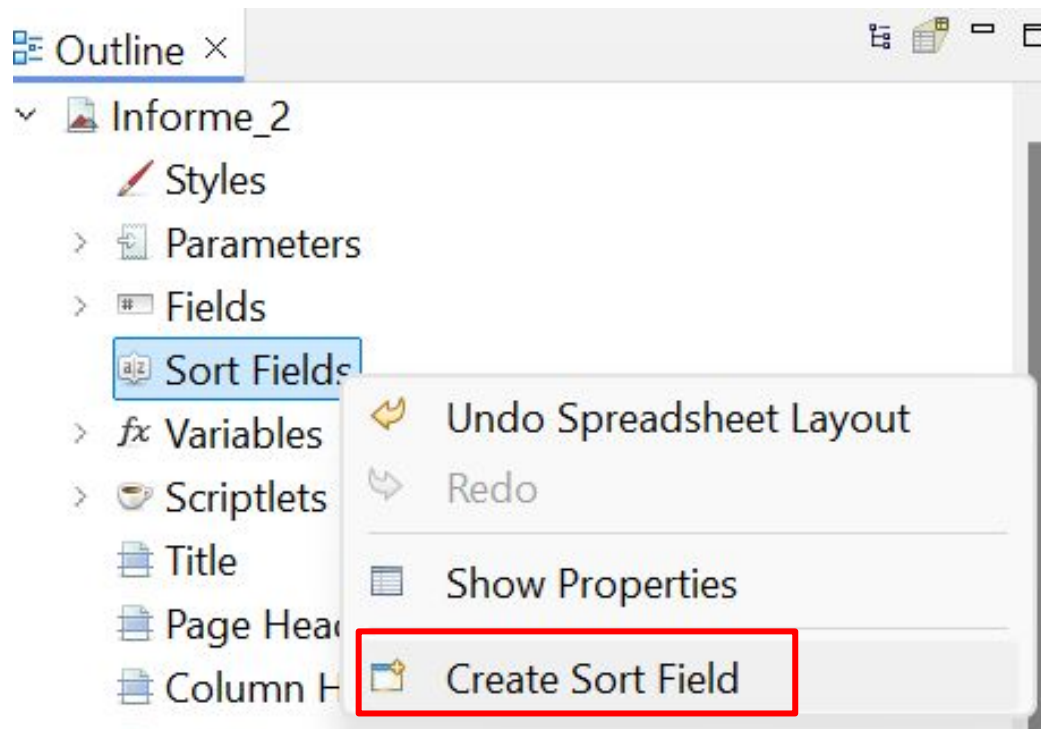 Outline
Informe_2
Styles
Parameters
Fields
Sort Fields
Variables
Scriptlets
Title
Page Head
Column H
Undo Spreadsheet Layout
Redo
Show Properties
Create Sort Field